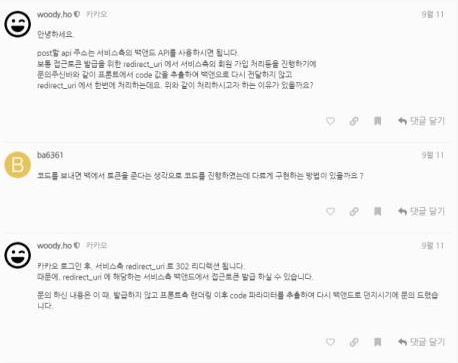 woody.ho 카카오 9월 11
안녕하세요.
post할 api 주소는 서비스측의 백엔드 API를 사용하시면 됩니다.
보통 접근토큰 발급을 위한 redirect_uri 에서 서비스측의 회원 가입 처리등을 진행하기에
문의주신바와 같이 프론트에서 code 값을 추출하여 백앤으로 다시 전달하지 않고
redirect_uri 에서 한번에 처리하는데요. 위와 같이 처리하시고자 하는 이유가 있을까요?
댓글 달기
B
ba6361 9월 11
코드를 보내면 백에서 토큰을 준다는 생각으로 코드를 진행하였는데 다르게 구현하는 방법이 있을까요 ?
댓글 달기
woody.ho 카카오 9월 11
카카오 로그인 후, 서비스측 redirect_uri 로 302 리디렉션 됩니다.
때문에, redirect_uri 에 해당하는 서비스측 백앤드에서 접근토큰 발급 하실 수 있습니다.
문의 하신 내용은 이 때, 발급하지 않고 프론트측 랜더링 이후 code 파라미터를 추출하여 다시 백앤드로 던지시기에 문의 드렸습
니다.
댓글 달기